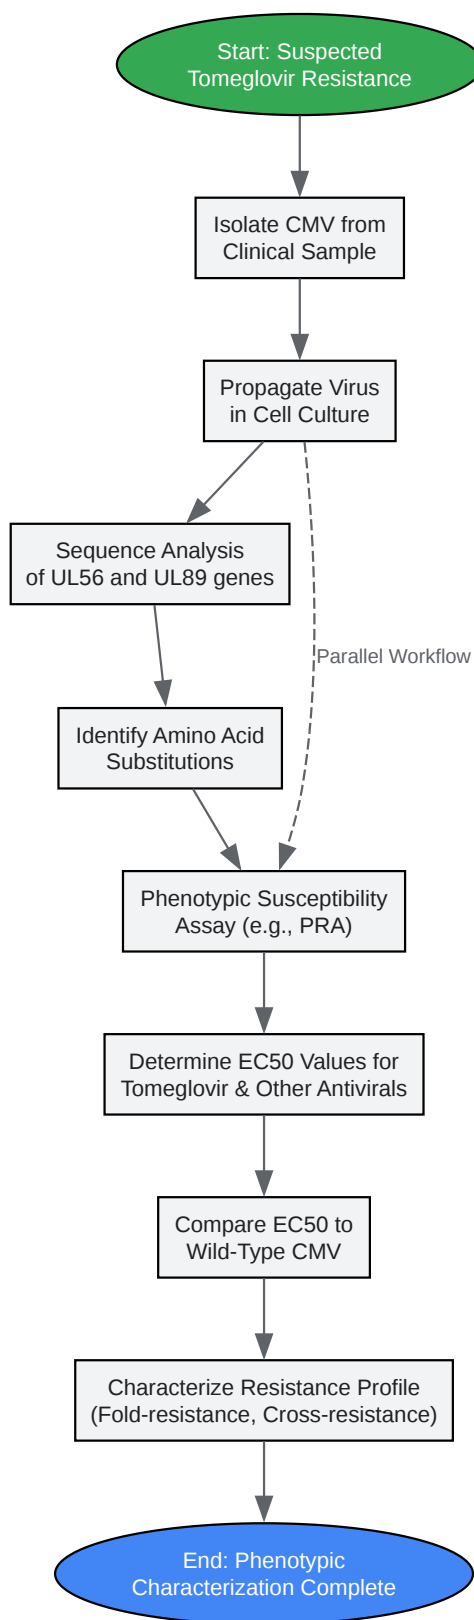 Start: Suspected
Tomeglovir Resistance
Isolate CMV from
Clinical Sample
Propagate Virus
in Cell Culture
Sequence Analysis
of UL56 and UL89 genes
Parallel Workflow
Identify Amino Acid
Substitutions
Phenotypic Susceptibility
Assay (e.g., PRA)
Determine EC50 Values for
Tomeglovir & Other Antivirals
Compare EC50 to
Wild-Type CMV
Characterize Resistance Profile
(Fold-resistance, Cross-resistance)
End: Phenotypic
Characterization Complete